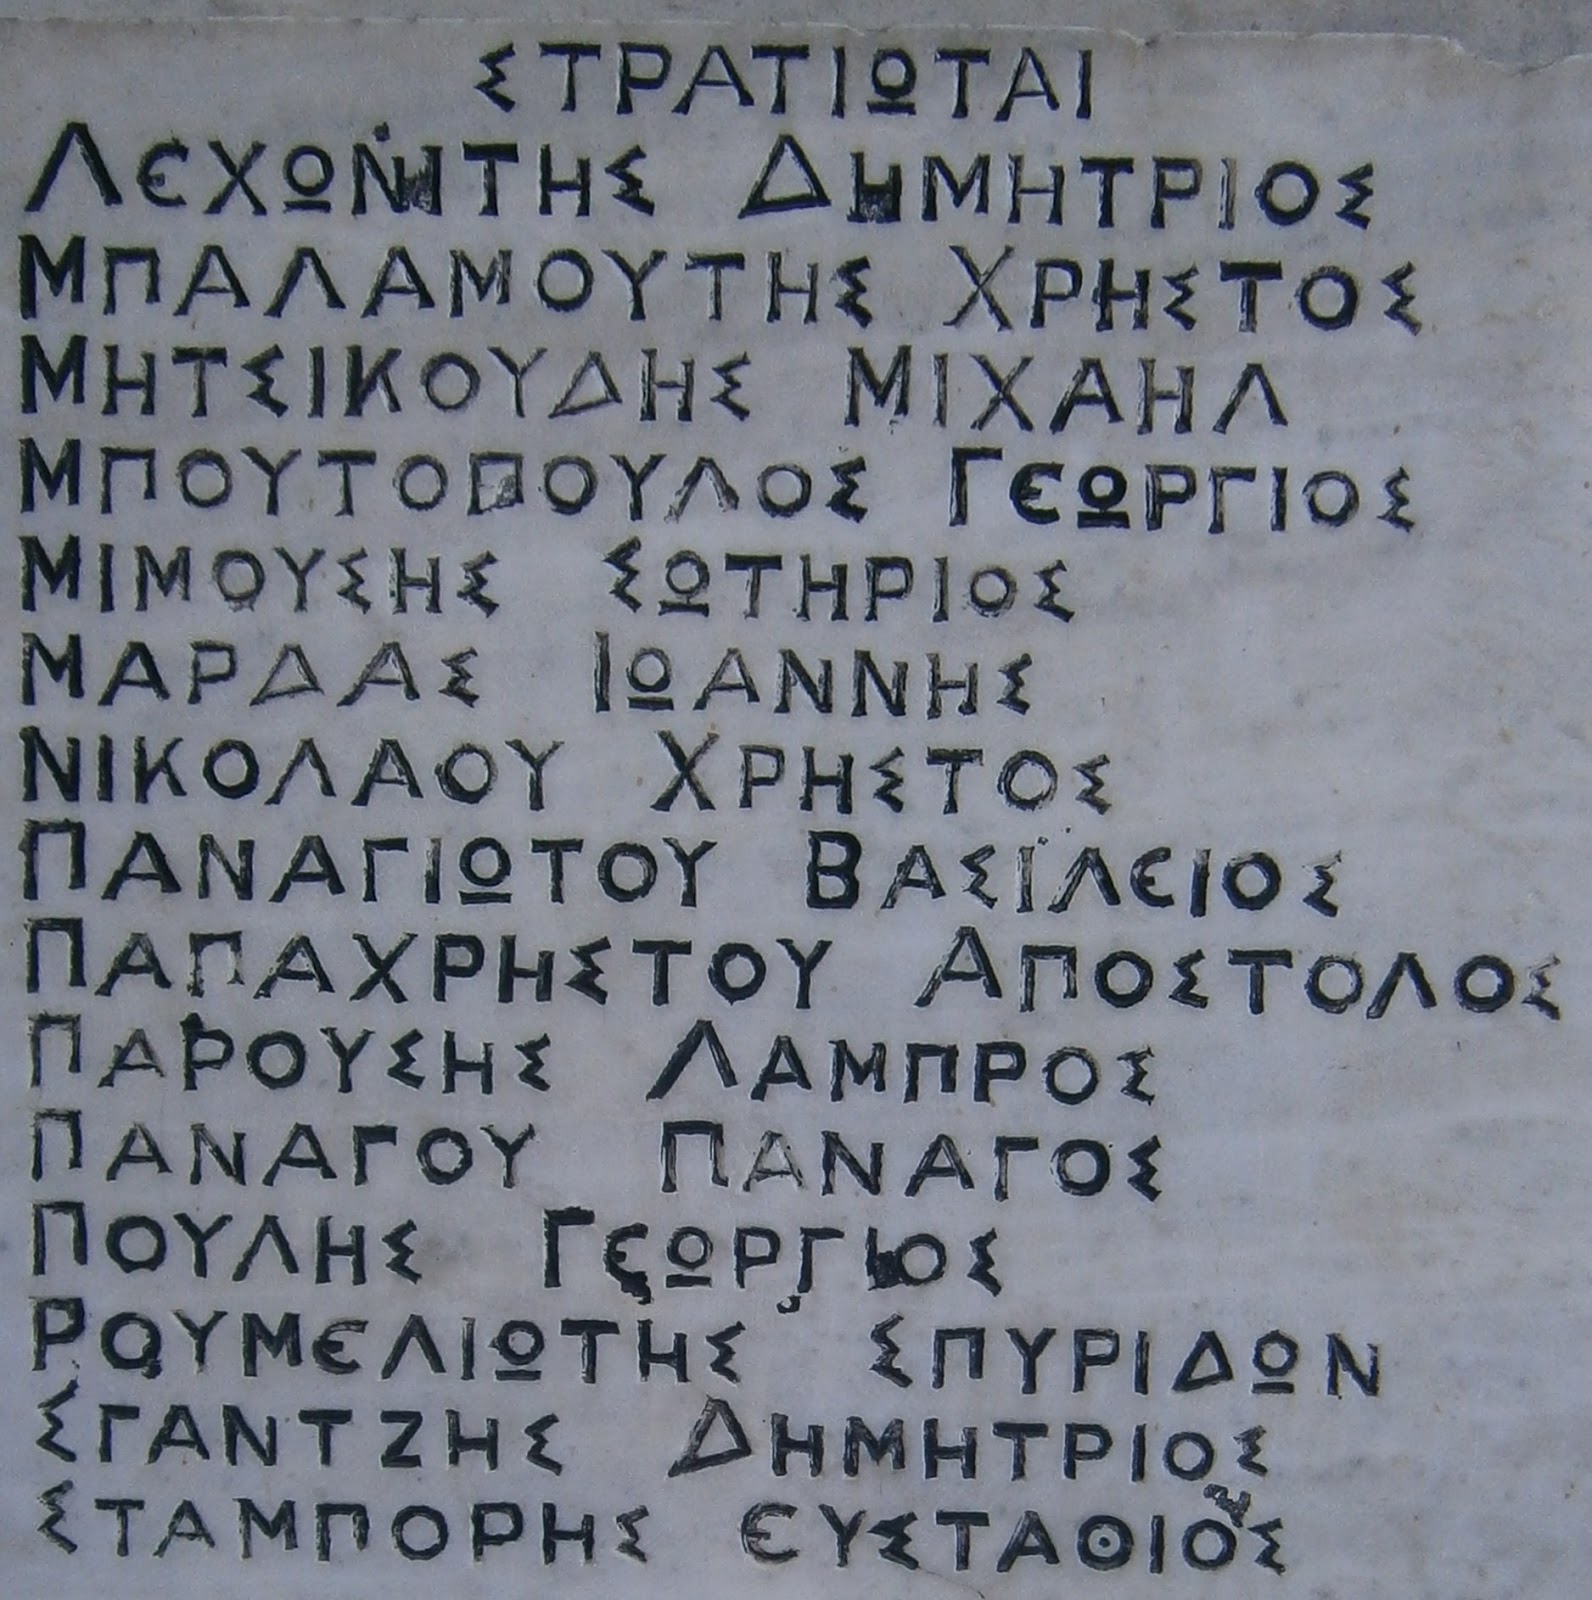 ΣΤΡΑΤΙΩΤΑΙ
ΛΕΧΩΝΙΤΗΣ ΔΗΜΗΤΡΙΟΣ
ΜΠΑΛΑΜΟΥΤΗΣ ΧΡΗΣΤΟΣ
ΜΗΤΣΙΚΟΥΔΗΣ ΜΙΧΑΗΛ
ΜΠΟΥΤΟΠΟΥΛΟΣ ΓΕΩΡΓΙΟΣ
ΜΙΜΟΥΣΗΣ ΣΩΤΗΡΙΟΣ
ΜΑΡΔΑΣ ΙΩΑΝΝΗΣ
ΝΙΚΟΛΑΟΥ ΧΡΗΣΤΟΣ
ΠΑΝΑΓΙΩΤΟΥ ΒΑΣΙΛΕΙΟΣ
ΠΑΠΑΧΡΗΣΤΟΥ ΑΠΟΣΤΟΛΟΣ
ΠΑΡΟΥΣΗΣ ΛΑΜΠΡΟΣ
ΠΑΝΑΓΟΥ ΠΑΝΑΓΟΣ
ΠΟΥΛΗΣ ΓΕΩΡΓΙΟΣ
ΡΟΥΜΕΛΙΩΤΗΣ ΣΠΥΡΙΔΩΝ
ΣΓΑΝΤΖΗΣ ΔΗΜΗΤΡΙΟΣ
ΣΤΑΜΠΟΡΗΣ ΕΥΣΤΑΘΙΟΣ